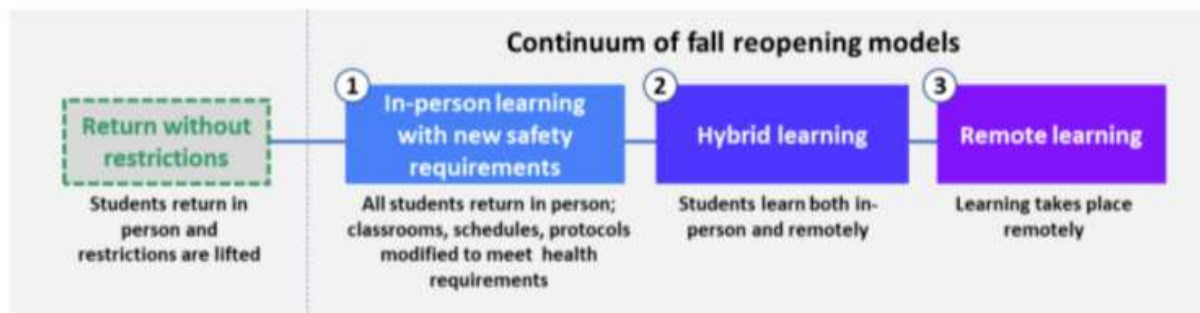 Continuum of fall reopening models
Return without
restrictions
Students return in
person and
restrictions are lifted
1
In-person learning
with new safety
requirements
All students return in person;
classrooms, schedules, protocols
modified to meet health
requirements
2
Hybrid learning
Students learn both in-
person and remotely
3
Remote learning
Learning takes place
remotely